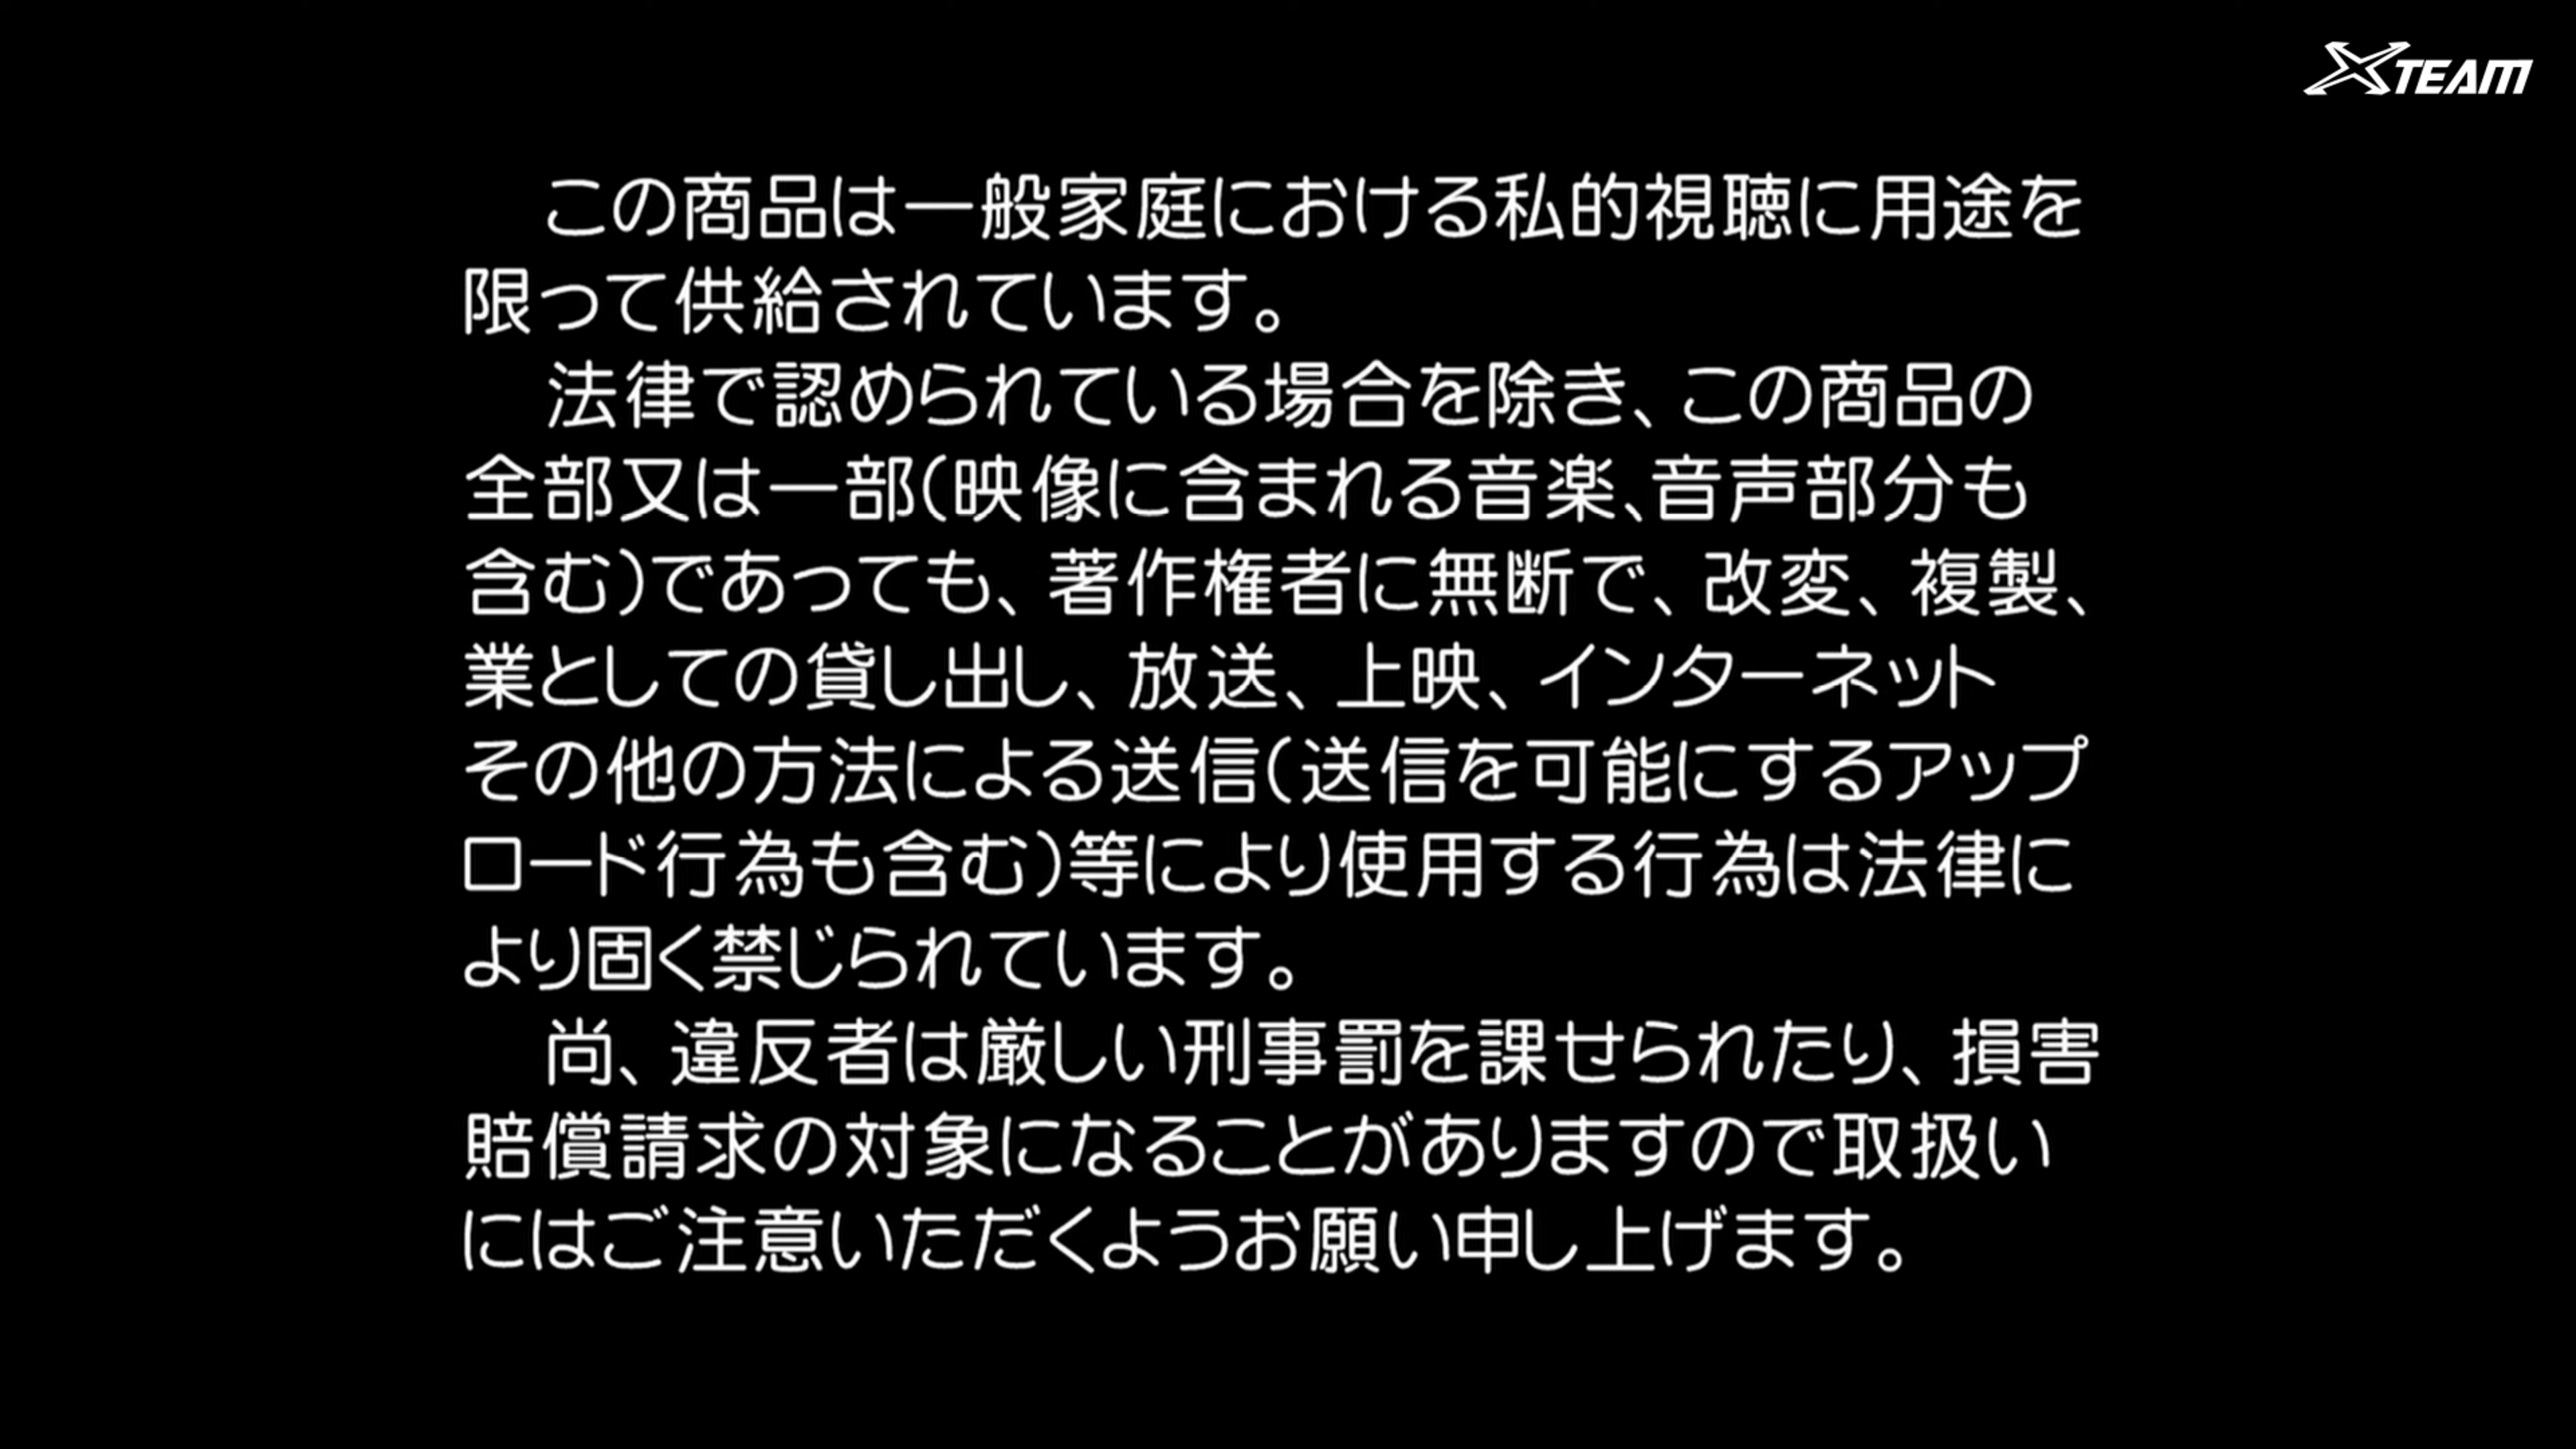 XTEAM
この商品は一般家庭における私的視聴に用途を
限って供給されています。
法律で認められている場合を除き、この商品の
全部又は一部(映像に含まれる音楽、音声部分も
含む)であっても、著作権者に無断で、改変、複製、
業としての貸し出し、放送、上映、インターネット
その他の方法による送信(送信を可能にするアップ
ロード行為も含む)等により使用する行為は法律に
より固く禁じられています。
尚、違反者は厳しい刑事罰を課せられたり、損害
賠償請求の対象になることがありますので取扱い
にはご注意いただくようお願い申し上げます。